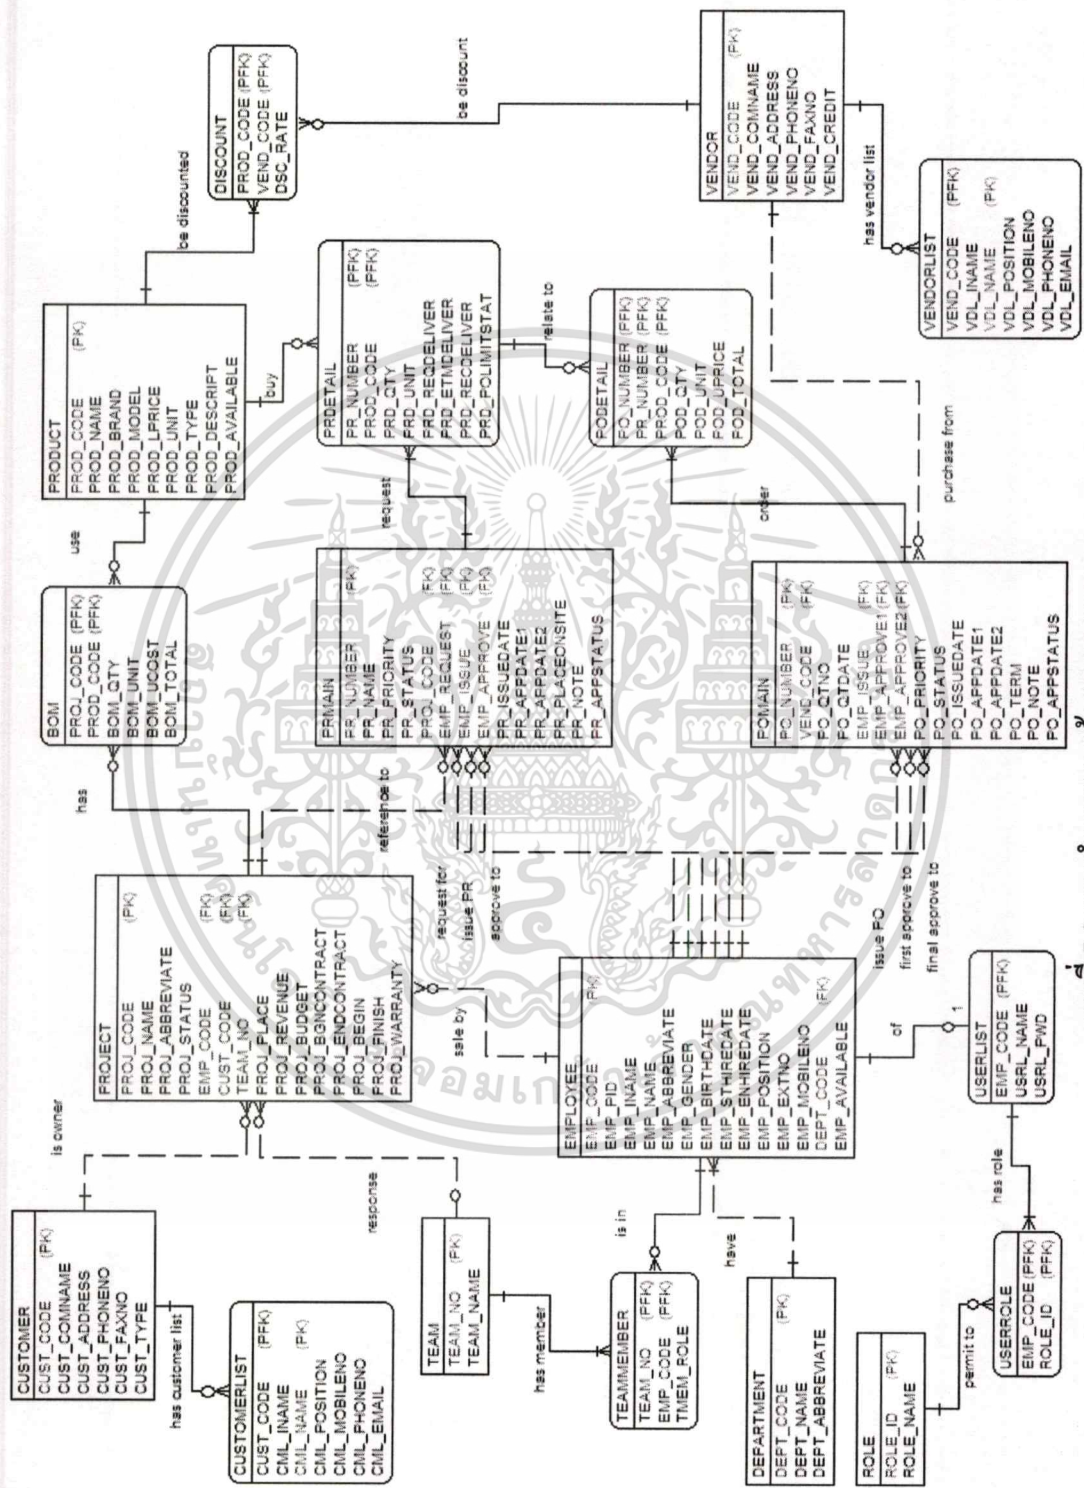 CUSTOMER
CUST_CODE (PK)
CUST_COMNAME
CUST_ADDRESS
CUST_PHONENO
CUST_FAXNO
CUST_TYPE
is owner
has customer list
CUSTOMERLIST
CUST_CODE (PFK)
CML_INAME
CML_NAME (PK)
CML_POSITION
CML_MOBILENO
CML_PHONENO
CML_EMAIL
PROJECT
PROJ_CODE (PK)
PROJ_NAME
PROJ_ABBREVIATE
PROJ_STATUS
EMP_CODE (FK)
CUST_CODE (FK)
TEAM_NO (FK)
PROJ_PLACE
PROJ_REVENUE
PROJ_BUDGET
PROJ_BGNCONTRACT
PROJ_ENDCONTRACT
PROJ_BEGIN
PROJ_FINISH
PROJ_WARRANTY
has
BOM
PROJ_CODE (PFK)
PROD_CODE (PFK)
BOM_QTY
BOM_UNIT
BOM_UCOST
BOM_TOTAL
use
PRODUCT
PROD_CODE (PK)
PROD_NAME
PROD_BRAND
PROD_MODEL
PROD_LPRICE
PROD_UNIT
PROD_TYPE
PROD_DESCRIPT
PROD_AVAILABLE
be discounted
DISCOUNT
PROD_CODE (PFK)
VEND_CODE (PFK)
DSC_RATE
be discount
response
TEAM
TEAM_NO (PK)
TEAM_NAME
has member
reference to
request for
issue PR
approve to
sale by
PRMAIN
PR_NUMBER (PK)
PR_NAME
PR_PRIORITY
PR_STATUS
PROJ_CODE (FK)
EMP_REQUEST (FK)
EMP_ISSUE (FK)
EMP_APPROVE (FK)
PR_ISSUEDATE
PR_APPDATE1
PR_APPDATE2
PR_PLACEONSITE
PR_NOTE
PR_APPSTATUS
request
buy
PRDETAIL
PR_NUMBER (PFK)
PROD_CODE (PFK)
PRD_QTY
PRD_UNIT
PRD_REQDELIVER
PRD_ETMDELIVER
PRD_RECDELIVER
PRD_POLIMITSTAT
relate to
TEAMMEMBER
TEAM_NO (PFK)
EMP_CODE (PFK)
TMEM_ROLE
is in
EMPLOYEE
EMP_CODE (PK)
EMP_PID
EMP_INAME
EMP_NAME
EMP_ABBREVIATE
EMP_GENDER
EMP_BIRTHDATE
EMP_STHIREDATE
EMP_ENHIREDATE
EMP_POSITION
EMP_EXTNO
EMP_MOBILENO
DEPT_CODE (FK)
EMP_AVAILABLE
have
DEPARTMENT
DEPT_CODE (PK)
DEPT_NAME
DEPT_ABBREVIATE
issue PO
first approve to
final approve to
POMAIN
PO_NUMBER (PK)
VEND_CODE (FK)
PO_QTNO
PO_QTDATE
EMP_ISSUE (FK)
EMP_APPROVE1 (FK)
EMP_APPROVE2 (FK)
PO_PRIORITY
PO_STATUS
PO_ISSUEDATE
PO_APPDATE1
PO_APPDATE2
PO_TERM
PO_NOTE
PO_APPSTATUS
order
PODETAIL
PO_NUMBER (PFK)
PR_NUMBER (PFK)
PROD_CODE (PFK)
POD_QTY
POD_UNIT
POD_UPRICE
POD_TOTAL
purchase from
VENDOR
VEND_CODE (PK)
VEND_COMNAME
VEND_ADDRESS
VEND_PHONENO
VEND_FAXNO
VEND_CREDIT
has vendor list
VENDORLIST
VEND_CODE (PFK)
VDL_INAME
VDL_NAME (PK)
VDL_POSITION
VDL_MOBILENO
VDL_PHONENO
VDL_EMAIL
of
1
USERLIST
EMP_CODE (PFK)
USRL_NAME
USRL_PWD
has role
USERROLE
EMP_CODE (PFK)
ROLE_ID (PFK)
permit to
ROLE
ROLE_ID (PK)
ROLE_NAME